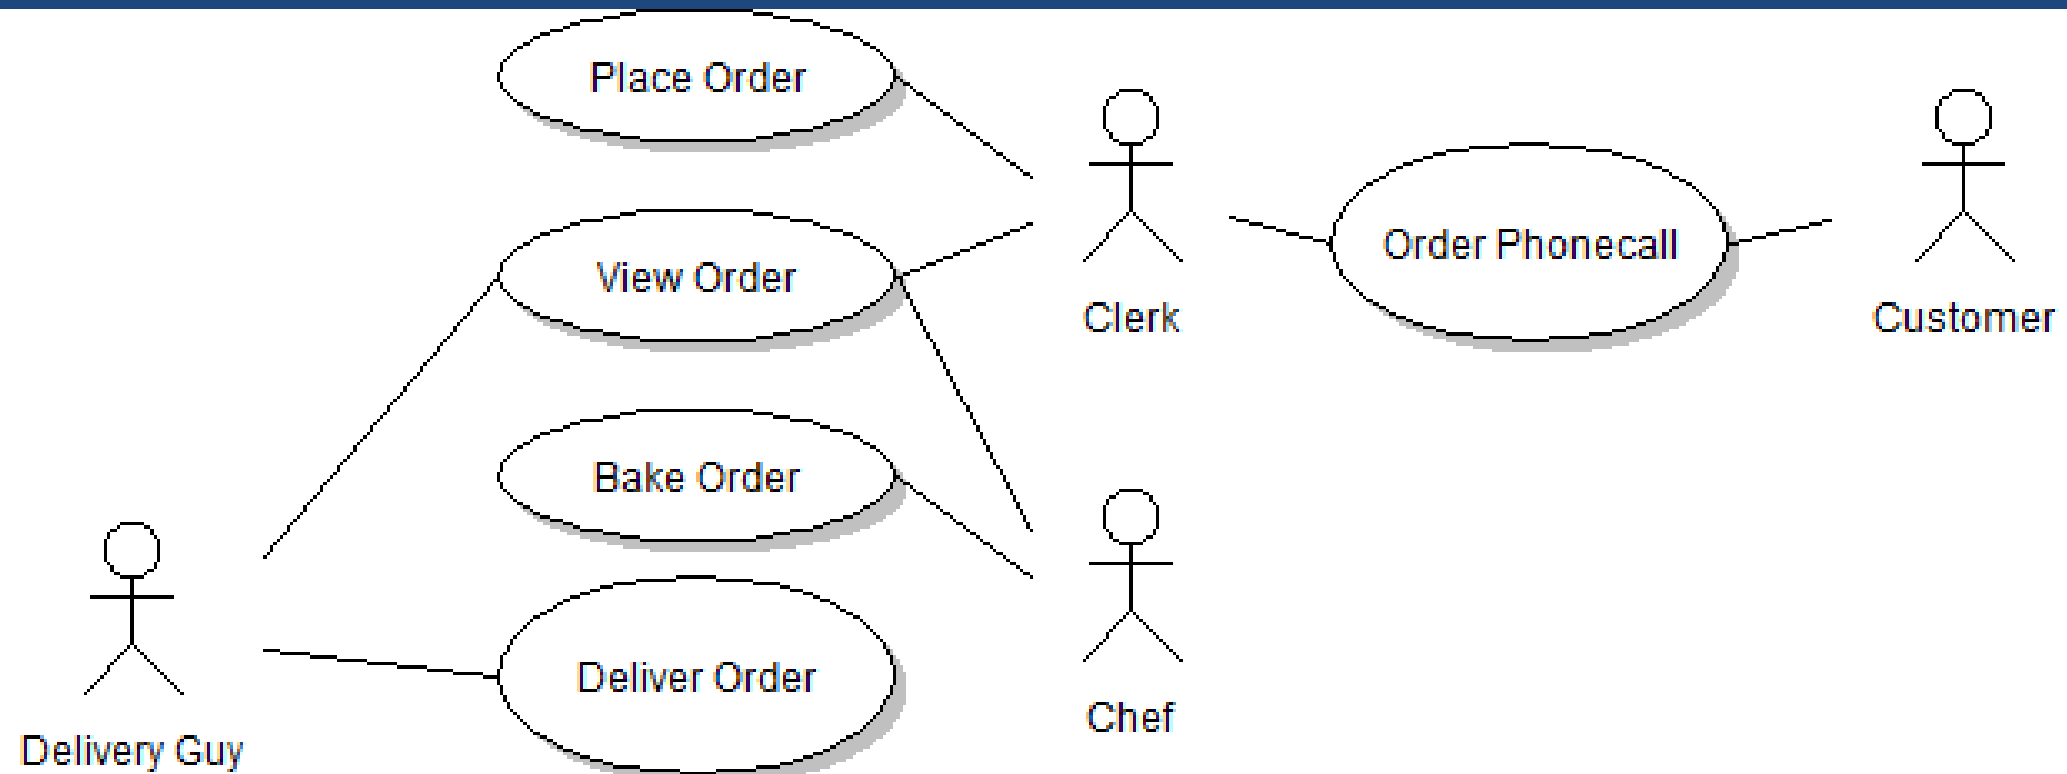 Place Order
View Order
Clerk
Order Phonecall
Customer
Bake Order
Deliver Order
Chef
Delivery Guy